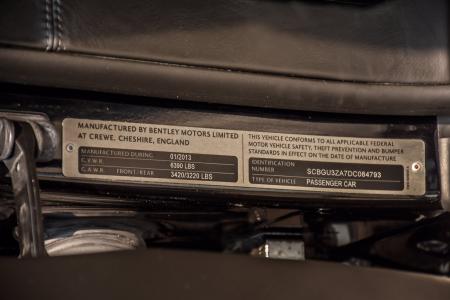 MANUFACTURED BY BENTLEY MOTORS LIMITED
AT CREWE, CHESHIRE, ENGLAND
MANUFACTURED DURING: 01/2013
G.V.W.R. 6390 LBS
G.A.W.R. FRONT/REAR 3420/3220 LBS
THIS VEHICLE CONFORMS TO ALL APPLICABLE FEDERAL
MOTOR VEHICLE SAFETY, THEFT PREVENTION AND BUMPER
STANDARDS IN EFFECT ON THE DATE OF MANUFACTURE
IDENTIFICATION
NUMBER SCBGU3ZA7DC084793
TYPE OF VEHICLE PASSENGER CAR